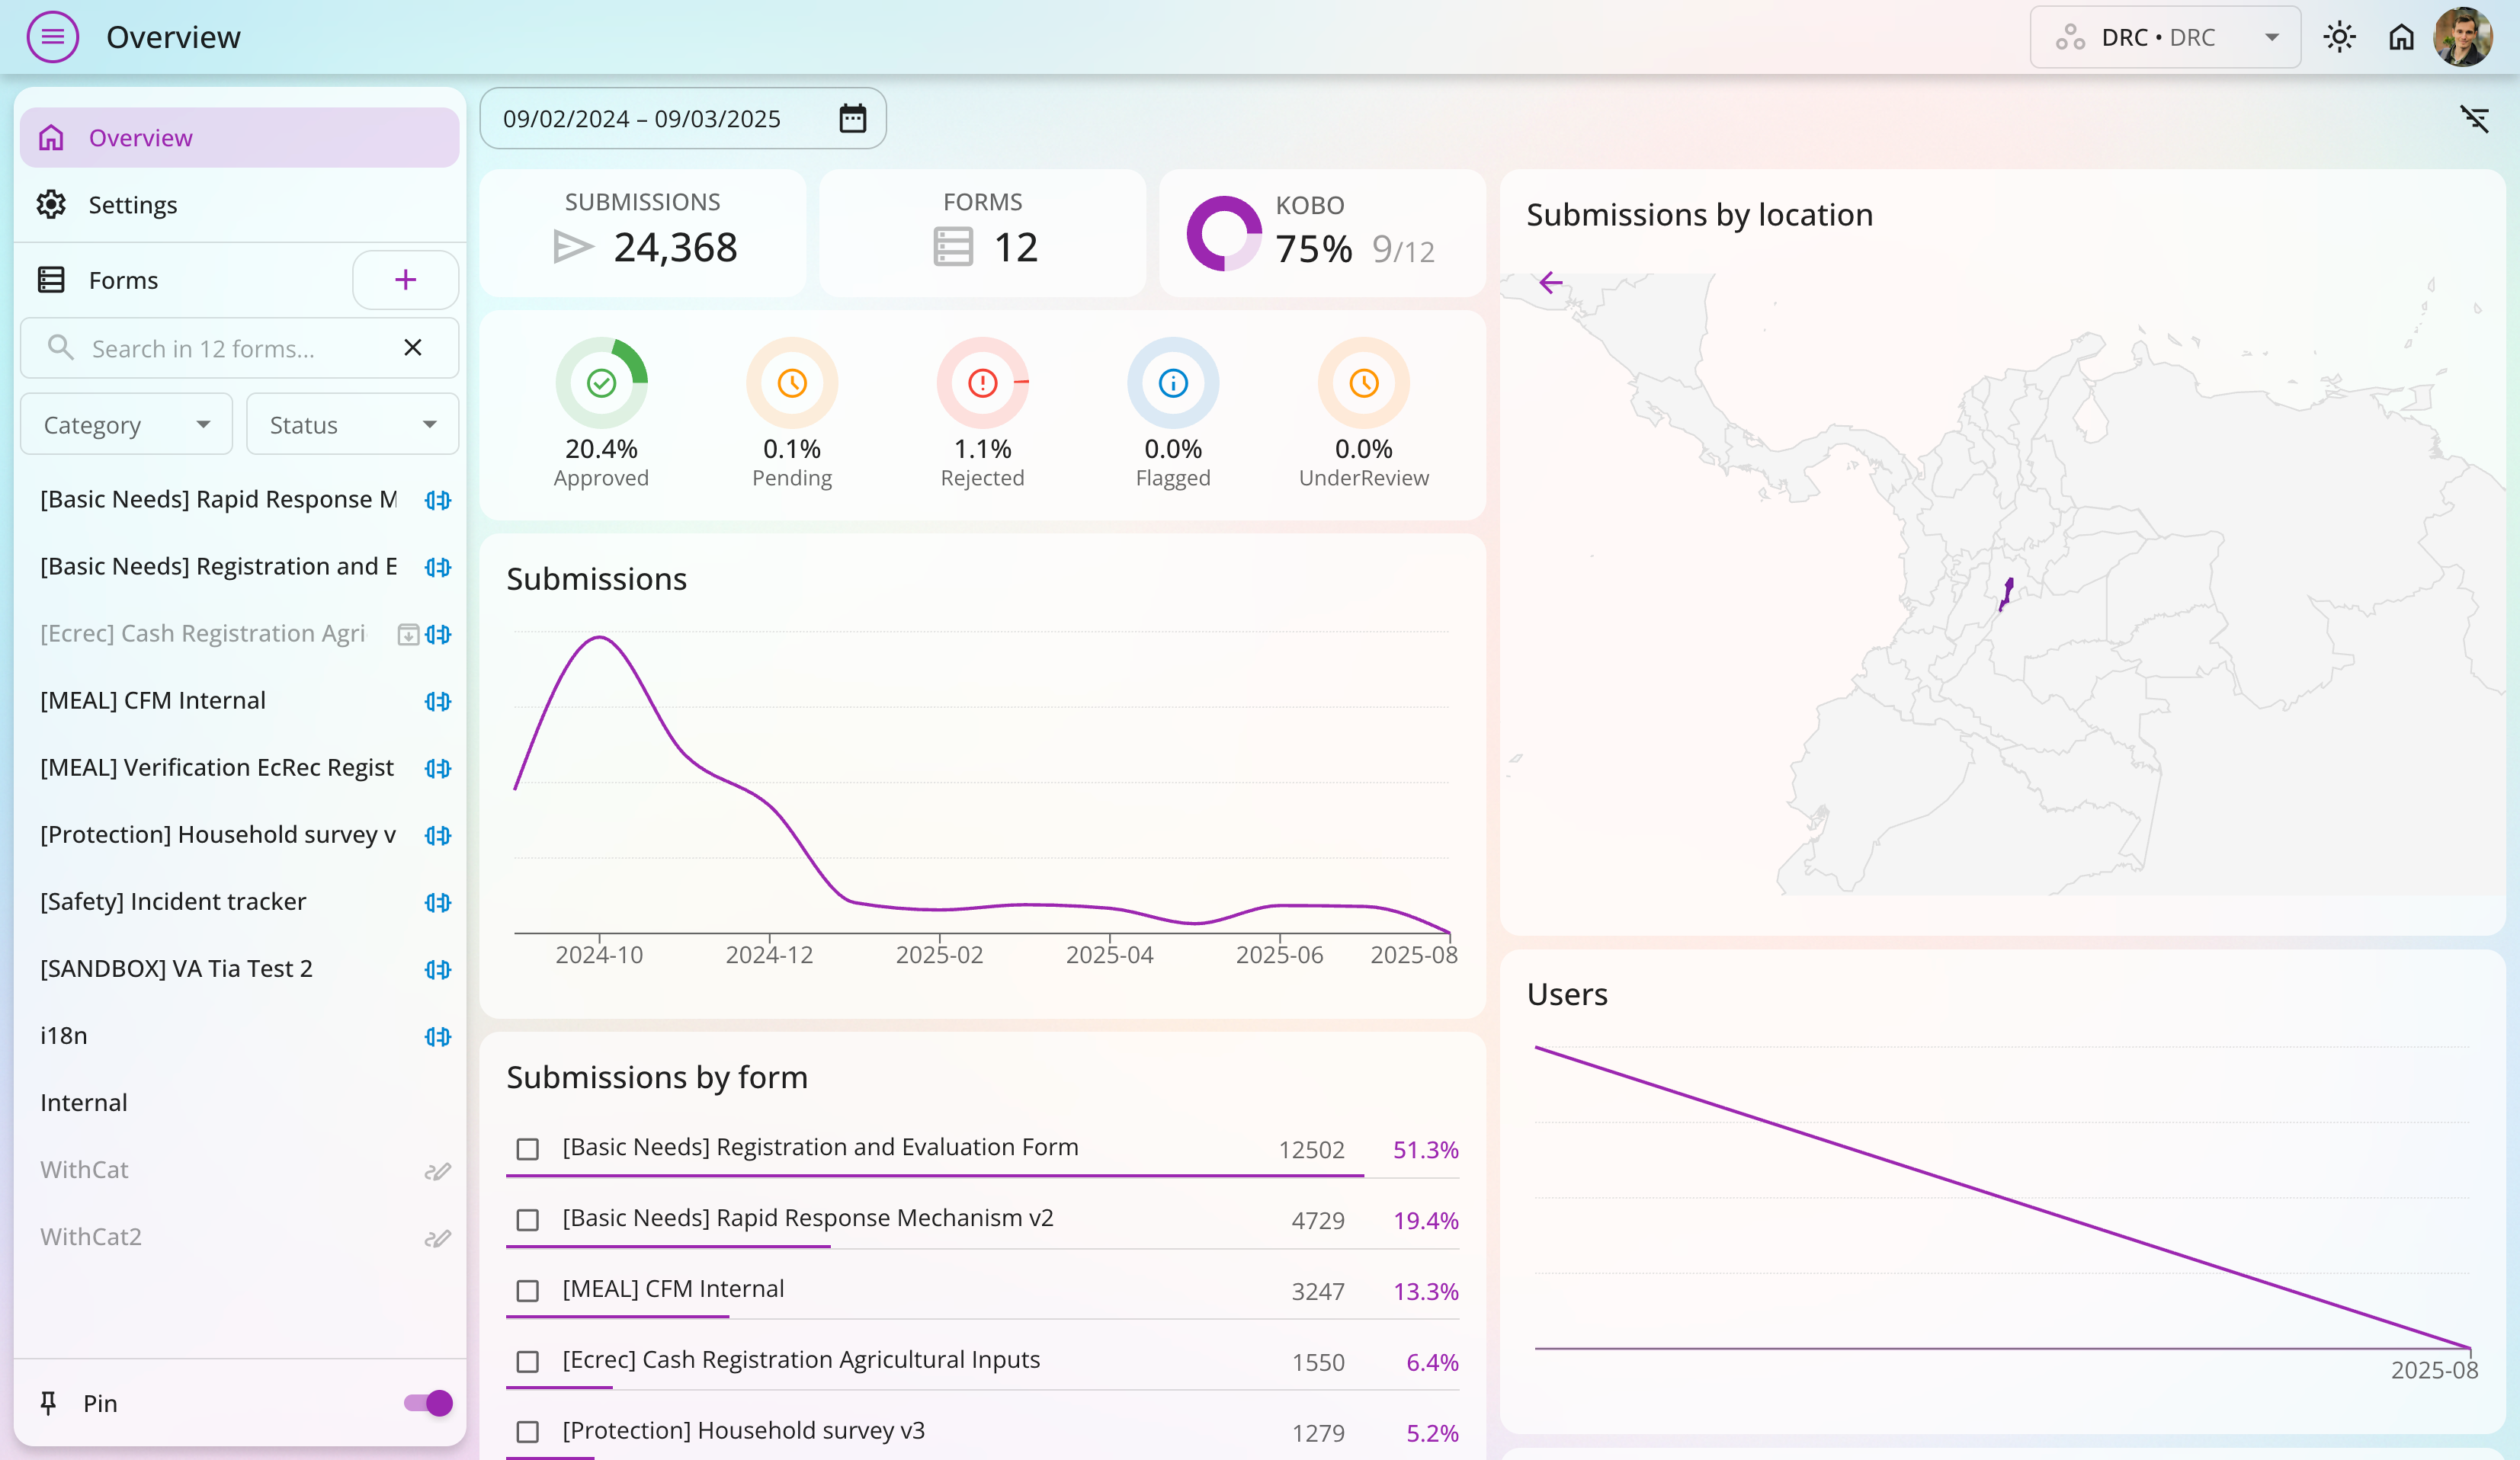 Overview
DRC • DRC
Overview
Settings
Forms
Search in 12 forms...
Category
Status
[Basic Needs] Rapid Response M
[Basic Needs] Registration and E
[Ecrec] Cash Registration Agri
[MEAL] CFM Internal
[MEAL] Verification EcRec Regist
[Protection] Household survey v
[Safety] Incident tracker
[SANDBOX] VA Tia Test 2
i18n
Internal
WithCat
WithCat2
Pin
09/02/2024 – 09/03/2025
SUBMISSIONS
24,368
FORMS
12
KOBO
75% 9/12
20.4%
Approved
0.1%
Pending
1.1%
Rejected
0.0%
Flagged
0.0%
UnderReview
Submissions
2024-10 2024-12 2025-02 2025-04 2025-06 2025-08
Submissions by form
[Basic Needs] Registration and Evaluation Form 12502 51.3%
[Basic Needs] Rapid Response Mechanism v2 4729 19.4%
[MEAL] CFM Internal 3247 13.3%
[Ecrec] Cash Registration Agricultural Inputs 1550 6.4%
[Protection] Household survey v3 1279 5.2%
Submissions by location
Users
2025-08